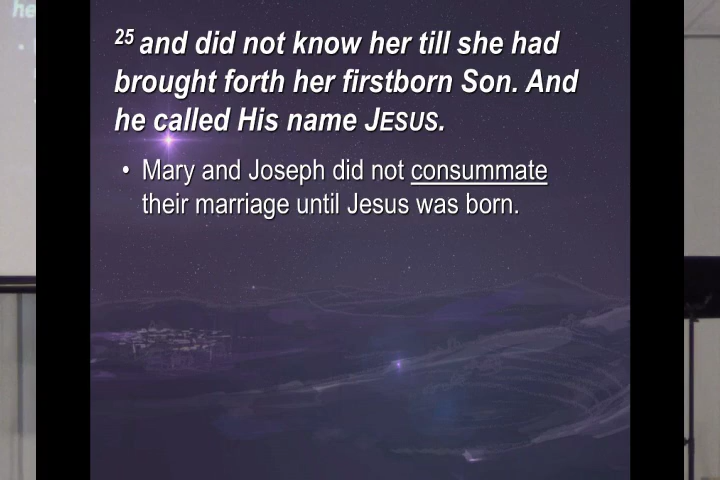 he
25 and did not know her till she had
brought forth her firstborn Son. And
he called His name JESUS.
• Mary and Joseph did not consummate
their marriage until Jesus was born.